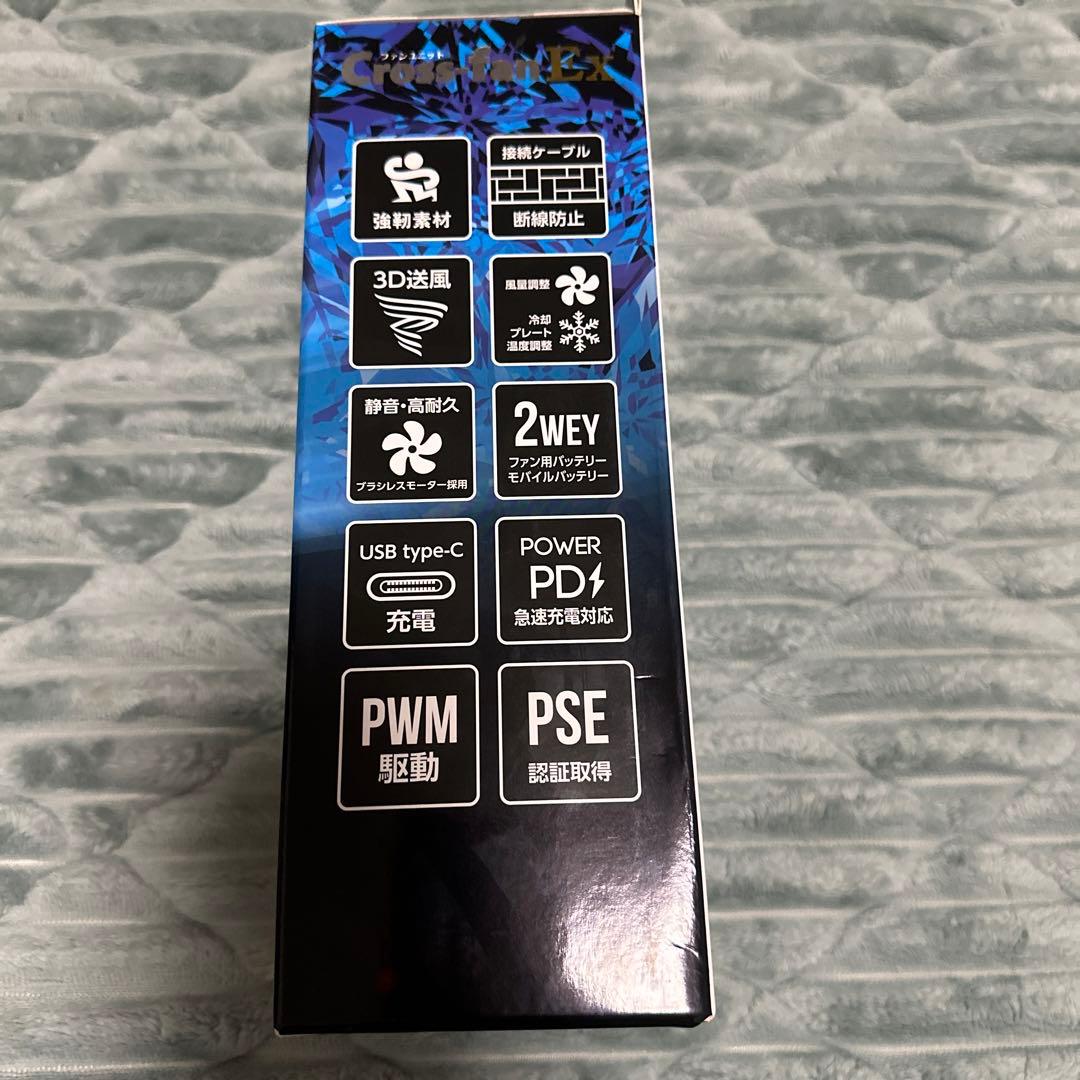 ファンユニット
Cross-fan Ex
強靭素材
接続ケーブル
断線防止
3D送風
風量調整
冷却
プレート
温度調整
静音・高耐久
ブラシレスモーター採用
2WEY
ファン用バッテリー
モバイルバッテリー
USB type-C
充電
POWER
PD
急速充電対応
PWM
駆動
PSE
認証取得